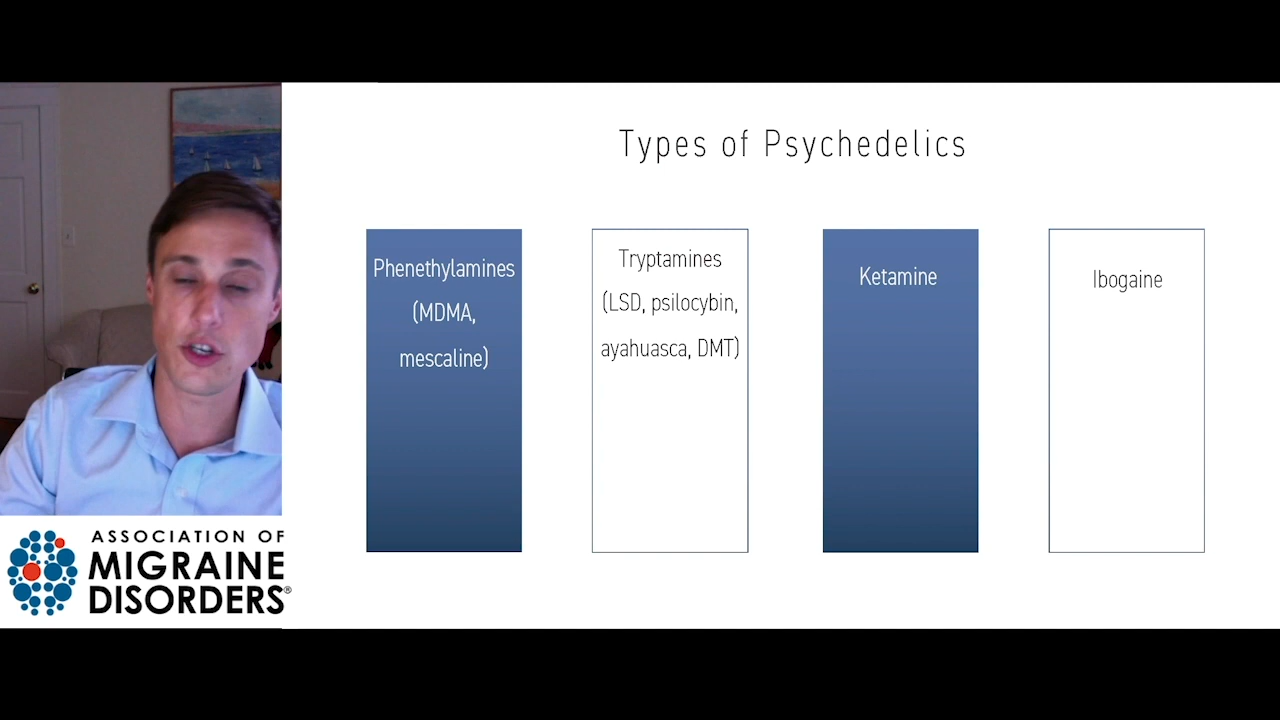 Types of Psychedelics
Phenethylamines
(MDMA,
mescaline)
Tryptamines
(LSD, psilocybin,
ayahuasca, DMT)
Ketamine
Ibogaine
ASSOCIATION OF
MIGRAINE
DISORDERS®